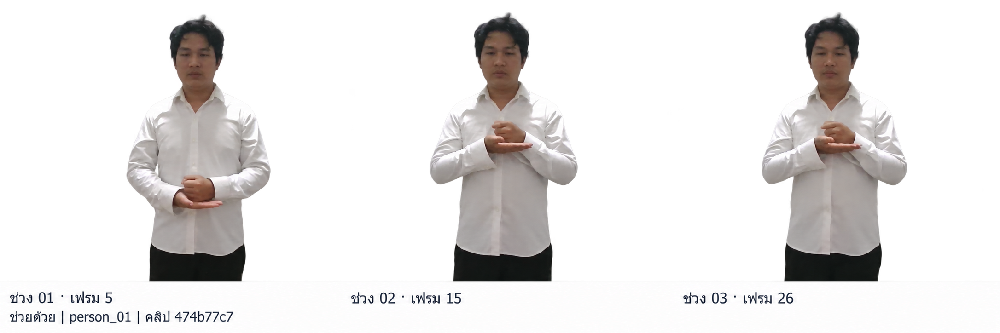 ช่วง 01 · เฟรม 5
ช่วยด้วย | person_01 | คลิป 474b77c7
ช่วง 02 · เฟรม 15
ช่วง 03 · เฟรม 26